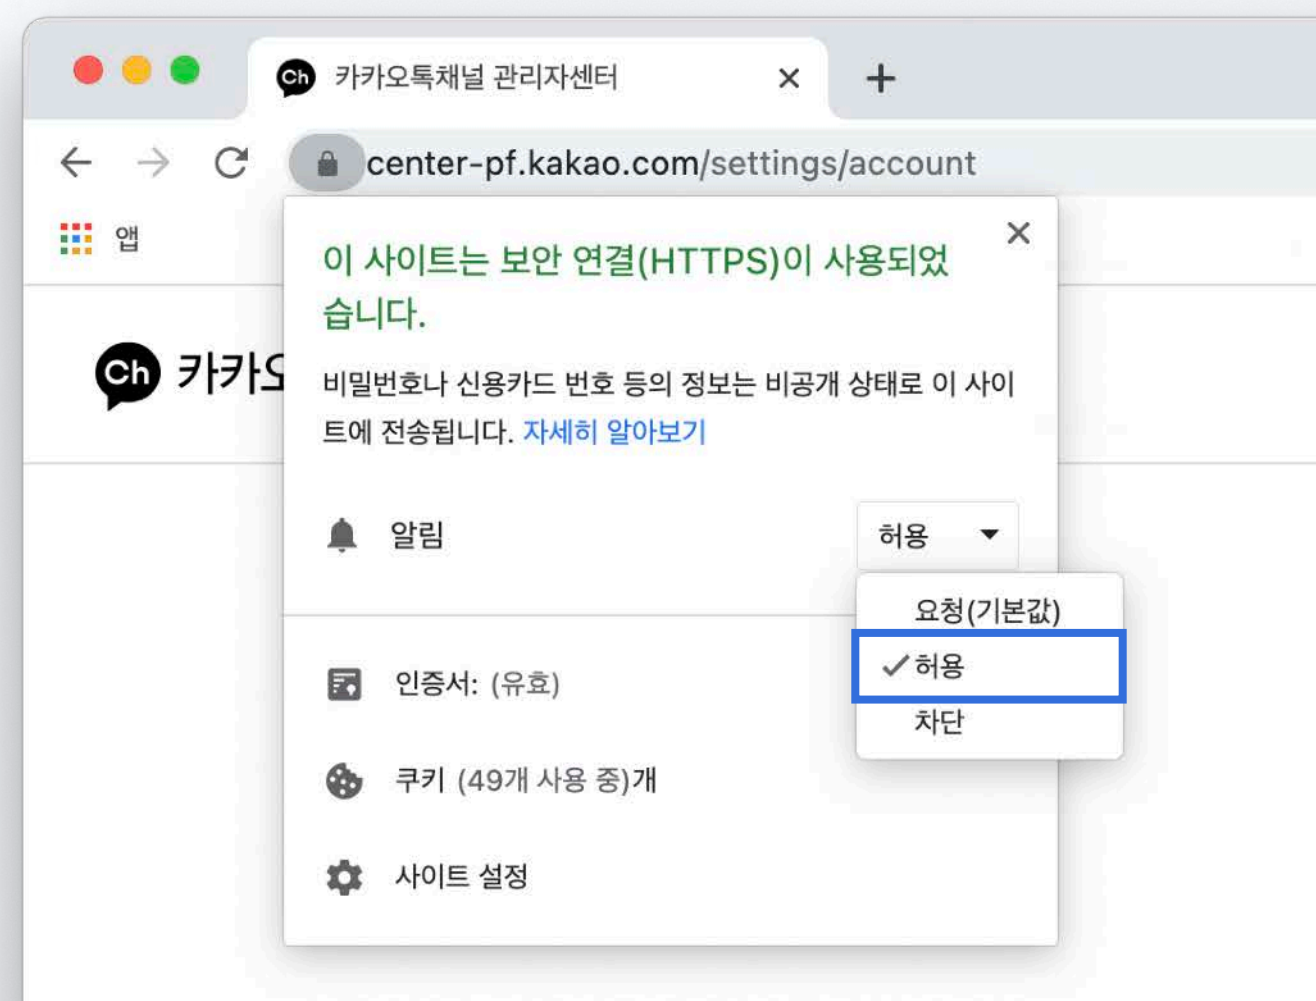 Ch 카카오톡채널 관리자센터
center-pf.kakao.com/settings/account
앱
Ch 카카오
이 사이트는 보안 연결(HTTPS)이 사용되었
습니다.
비밀번호나 신용카드 번호 등의 정보는 비공개 상태로 이 사이
트에 전송됩니다. 자세히 알아보기
알림
허용
요청(기본값)
허용
차단
인증서: (유효)
쿠키 (49개 사용 중)개
사이트 설정